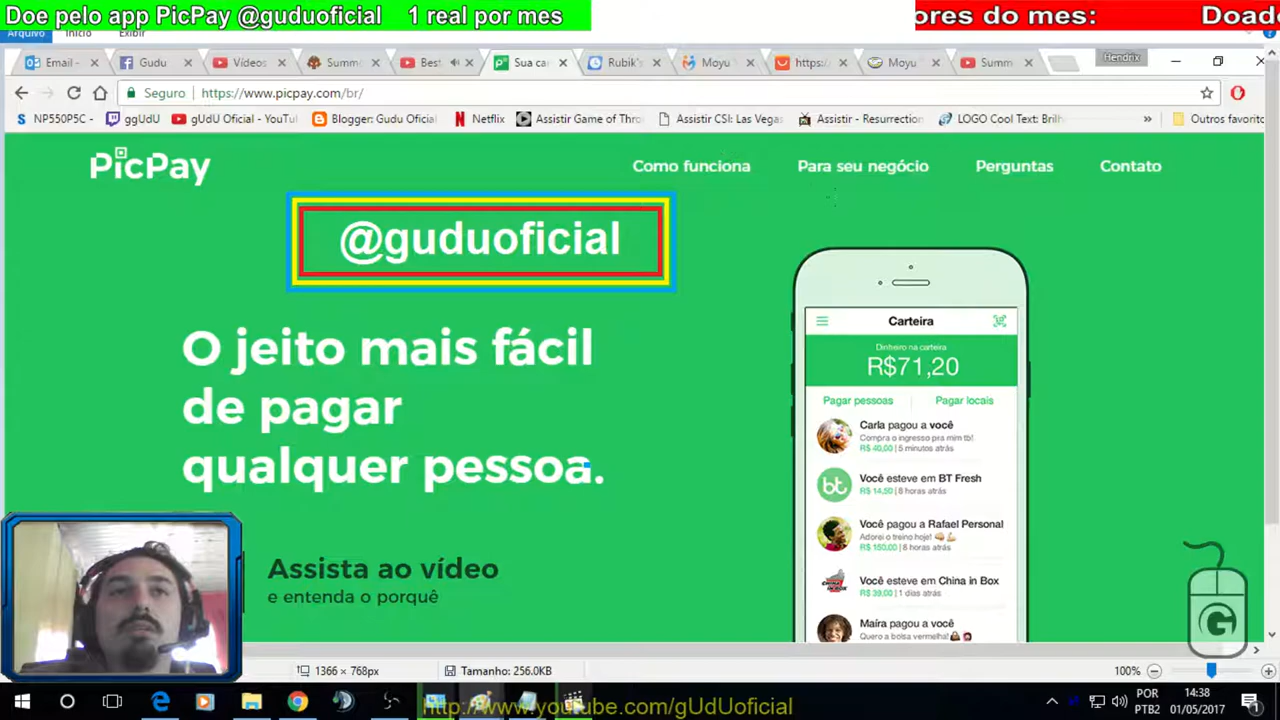 Doe pelo app PicPay @guduoficial 1 real por mes
ores do mes: Doad
Arquivo Início Exibir
Email - Gudu Vídeos Summ Best Sua ca Rubik's Moyu https: Moyu Summ Hendrix
Seguro https://www.picpay.com/br/
NP550P5C - ggUdU gUdU Oficial - YouTu Blogger: Gudu Oficial Netflix Assistir Game of Thro Assistir CSI: Las Vegas Assistir - Resurrection LOGO Cool Text: Brilh » Outros favorito
PicPay Como funciona Para seu negócio Perguntas Contato
@guduoficial
O jeito mais fácil
de pagar
qualquer pessoa.
Assista ao vídeo
e entenda o porquê
Carteira
Dinheiro na carteira
R$71,20
Pagar pessoas Pagar locais
Carla pagou a você
Compra o ingresso pra mim tb!
R$ 40,00 | 5 minutos atrás
bt
Você esteve em BT Fresh
R$ 14,50 | 8 horas atrás
Você pagou a Rafael Personal
Adorei o treino hoje!
R$ 150,00 | 8 horas atrás
Você esteve em China in Box
R$ 39,00 | 1 dias atrás
Maíra pagou a você
Quero a bolsa vermelha!
G
1366 × 768px Tamanho: 256.0KB 100%
http://www.youtube.com/gUdUoficial
POR
PTB2
14:38
01/05/2017
1